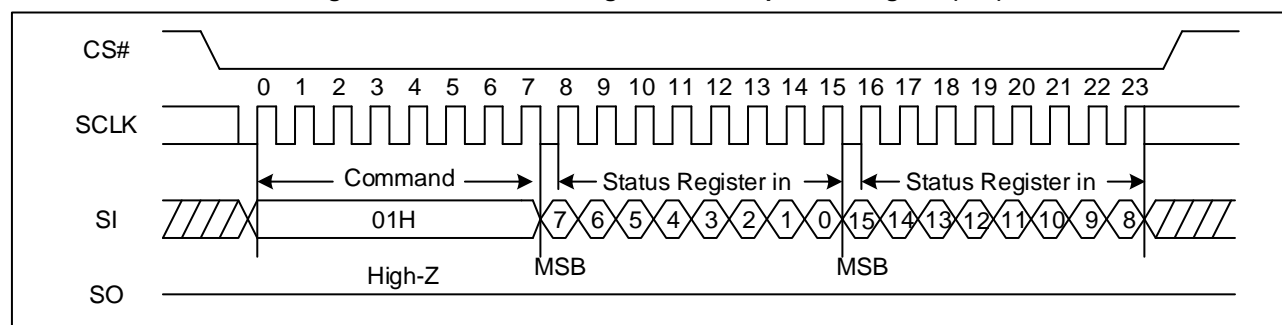 CS#
0 1 2 3 4 5 6 7 8 9 10 11 12 13 14 15 16 17 18 19 20 21 22 23
SCLK
Command Status Register in Status Register in
SI 01H 7 6 5 4 3 2 1 0 15 14 13 12 11 10 9 8
High-Z MSB MSB
SO